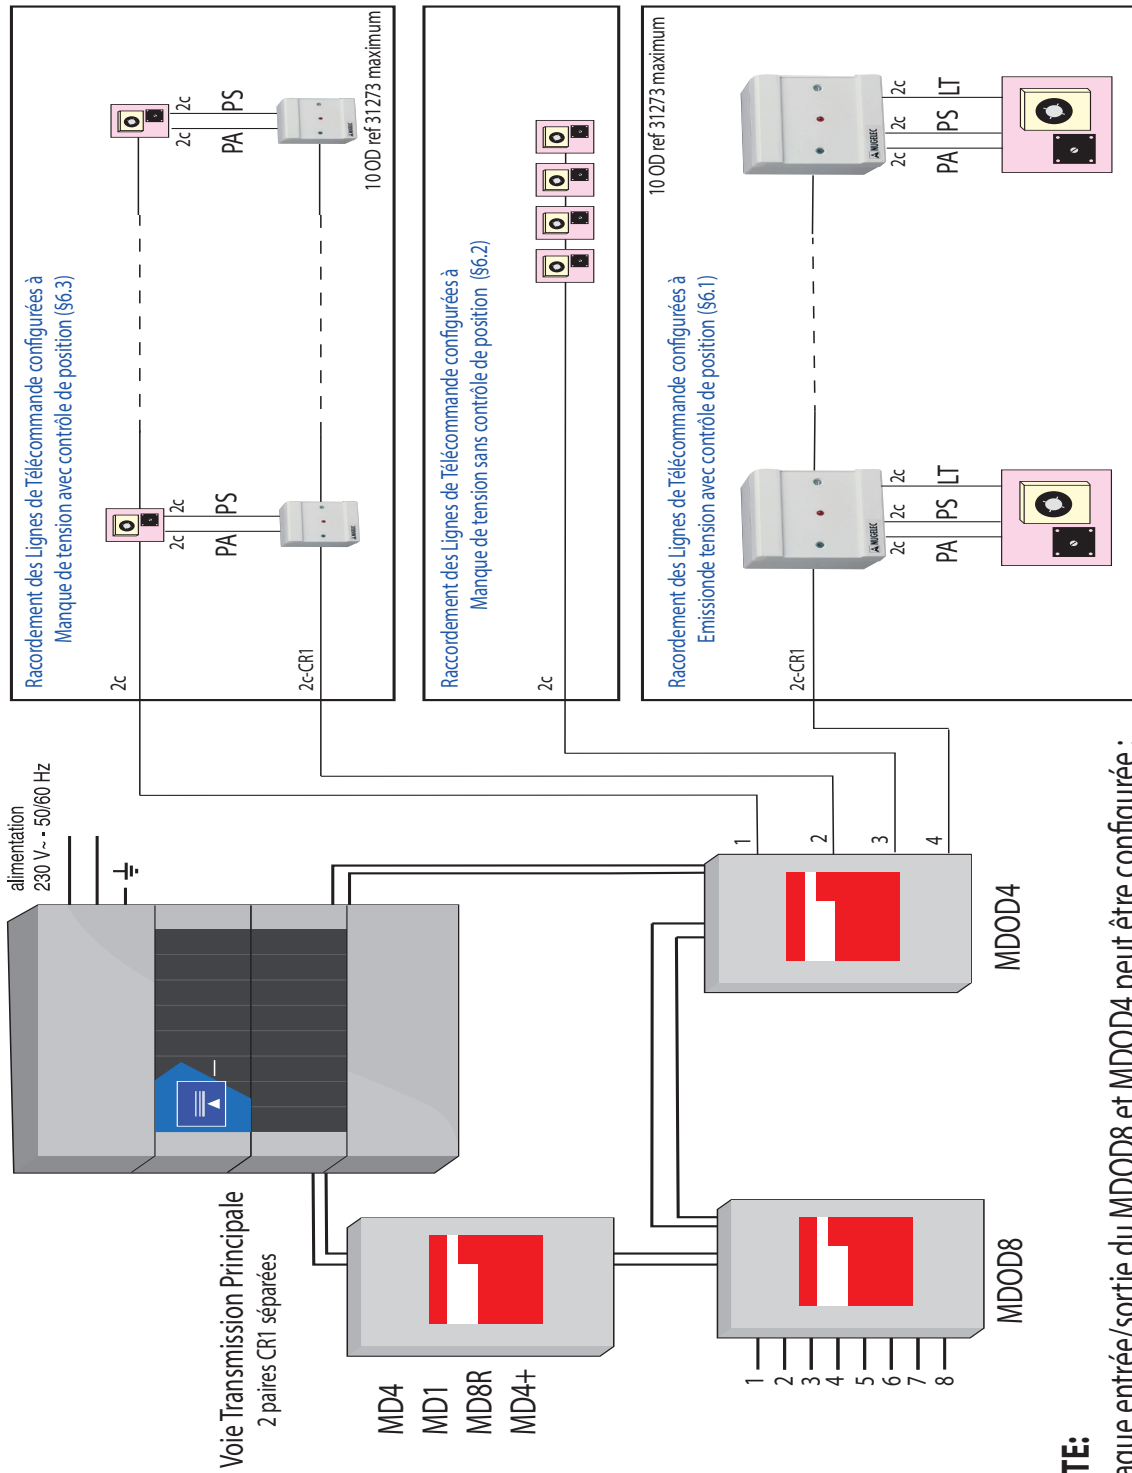 alimentation
230 V~ - 50/60 Hz
Voie Transmission Principale
2 paires CR1 séparées
MD4
MD1
MD8R
MD4+
1
2
3
4
5
6
7
8
MDOD8
1
2
3
4
MDOD4
Racordement des Lignes de Télécommande configurées à
Manque de tension avec contrôle de position (§6.3)
2c
2c-CR1
2c
2c
PA
PS
2c
2c
PA
PS
10 OD ref 31273 maximum
Raccordement des Lignes de Télécommande configurées à
Manque de tension sans contrôle de position (§6.2)
2c
Racordement des Lignes de Télécommande configurées à
Emissionde tension avec contrôle de position (§6.1)
2c-CR1
NUGELEC
2c
2c
2c
PA
PS
LT
NUGELEC
2c
2c
2c
PA
PS
LT
10 OD ref 31273 maximum
TE:
aque entrée/sortie du MDOD8 et MDOD4 peut être configurée :